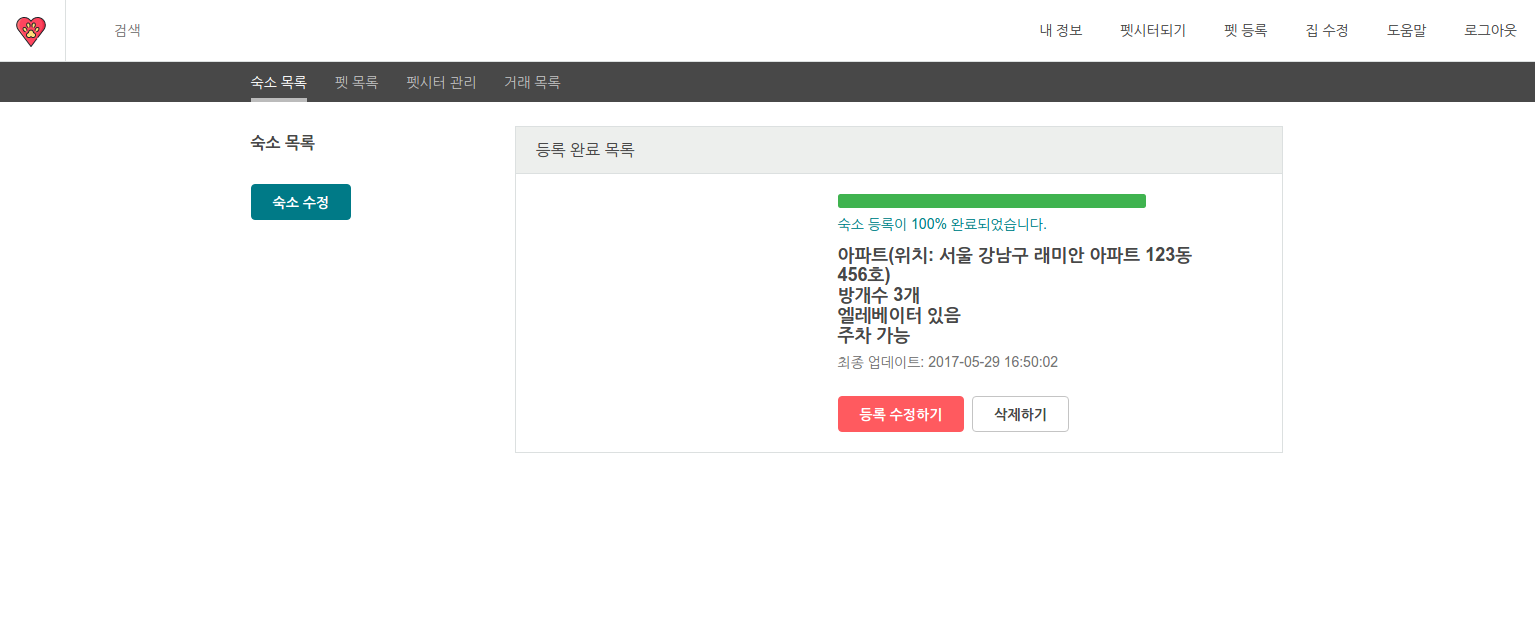 검색
내 정보
펫시터되기
펫 등록
집 수정
도움말
로그아웃
숙소 목록
펫 목록
펫시터 관리
거래 목록
숙소 목록
숙소 수정
등록 완료 목록
숙소 등록이 100% 완료되었습니다.
아파트(위치: 서울 강남구 래미안 아파트 123동
456호)
방개수 3개
엘레베이터 있음
주차 가능
최종 업데이트: 2017-05-29 16:50:02
등록 수정하기
삭제하기